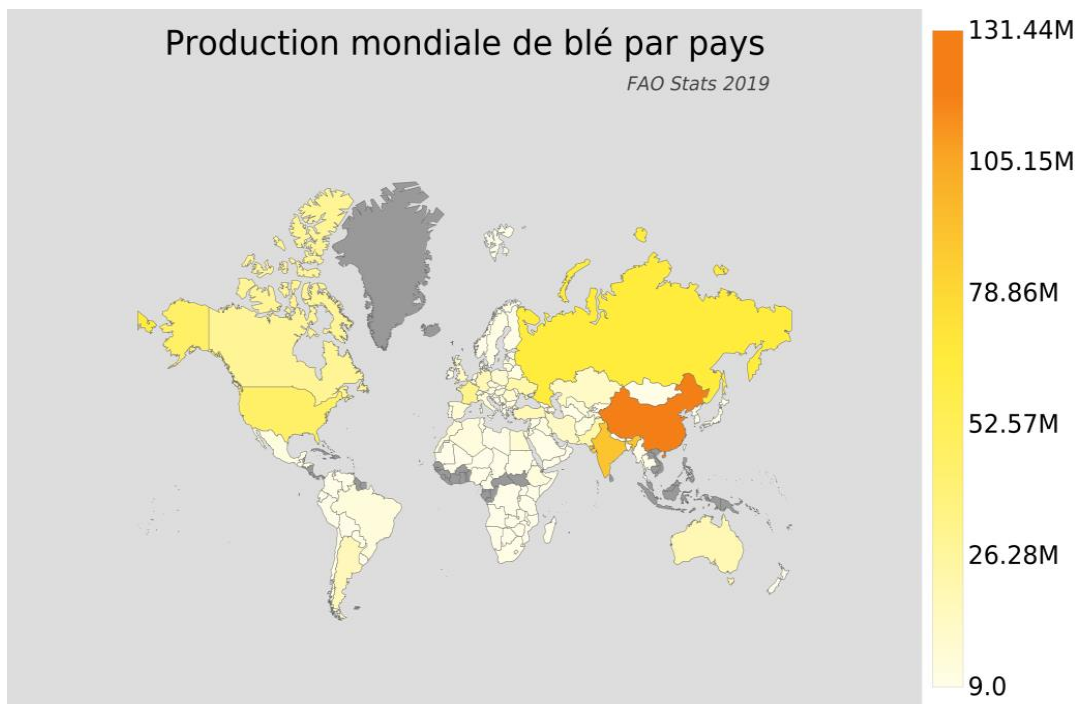 Production mondiale de blé par pays
FAO Stats 2019
131.44M
105.15M
78.86M
52.57M
26.28M
9.0